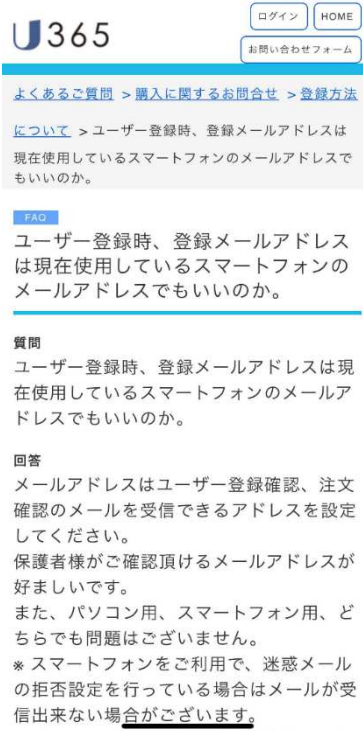 J365
ログイン
HOME
お問い合わせフォーム
よくあるご質問 > 購入に関するお問合せ > 登録方法
について > ユーザー登録時、登録メールアドレスは
現在使用しているスマートフォンのメールアドレスで
もいいのか。
FAQ
ユーザー登録時、登録メールアドレス
は現在使用しているスマートフォンの
メールアドレスでもいいのか。
質問
ユーザー登録時、登録メールアドレスは現
在使用しているスマートフォンのメールア
ドレスでもいいのか。
回答
メールアドレスはユーザー登録確認、注文
確認のメールを受信できるアドレスを設定
してください。
保護者様がご確認頂けるメールアドレスが
好ましいです。
また、パソコン用、スマートフォン用、ど
ちらでも問題はございません。
※ スマートフォンをご利用で、迷惑メール
の拒否設定を行っている場合はメールが受
信出来ない場合がございます。